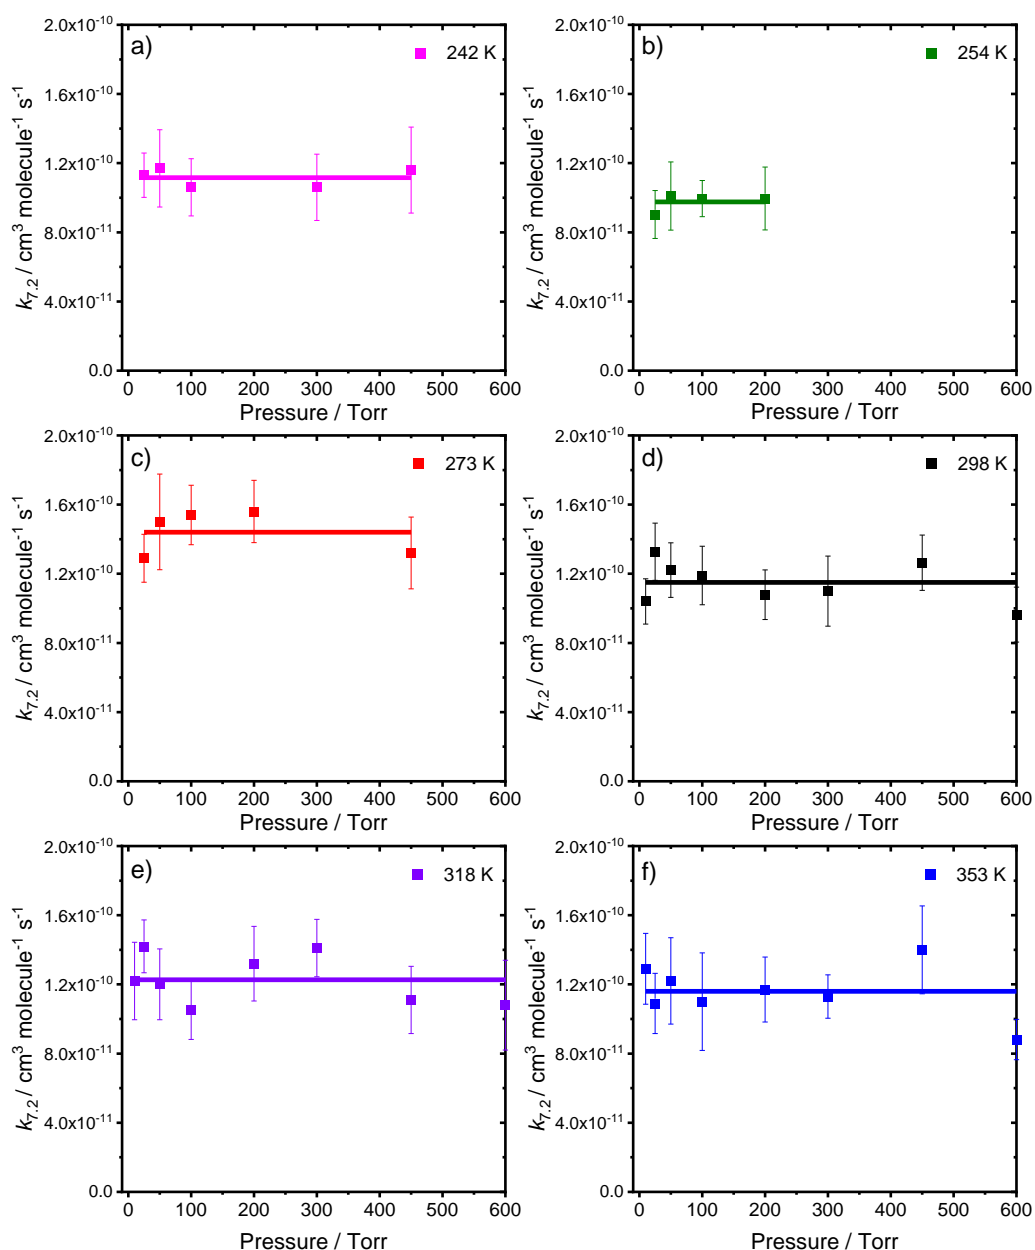 a)
242 K
2.0x10⁻¹⁰
1.6x10⁻¹⁰
1.2x10⁻¹⁰
8.0x10⁻¹¹
4.0x10⁻¹¹
0.0
k₇.₂ / cm³ molecule⁻¹ s⁻¹
0 100 200 300 400 500 600
Pressure / Torr
b)
254 K
2.0x10⁻¹⁰
1.6x10⁻¹⁰
1.2x10⁻¹⁰
8.0x10⁻¹¹
4.0x10⁻¹¹
0.0
k₇.₂ / cm³ molecule⁻¹ s⁻¹
0 100 200 300 400 500 600
Pressure / Torr
c)
273 K
2.0x10⁻¹⁰
1.6x10⁻¹⁰
1.2x10⁻¹⁰
8.0x10⁻¹¹
4.0x10⁻¹¹
0.0
k₇.₂ / cm³ molecule⁻¹ s⁻¹
0 100 200 300 400 500 600
Pressure / Torr
d)
298 K
2.0x10⁻¹⁰
1.6x10⁻¹⁰
1.2x10⁻¹⁰
8.0x10⁻¹¹
4.0x10⁻¹¹
0.0
k₇.₂ / cm³ molecule⁻¹ s⁻¹
0 100 200 300 400 500 600
Pressure / Torr
e)
318 K
2.0x10⁻¹⁰
1.6x10⁻¹⁰
1.2x10⁻¹⁰
8.0x10⁻¹¹
4.0x10⁻¹¹
0.0
k₇.₂ / cm³ molecule⁻¹ s⁻¹
0 100 200 300 400 500 600
Pressure / Torr
f)
353 K
2.0x10⁻¹⁰
1.6x10⁻¹⁰
1.2x10⁻¹⁰
8.0x10⁻¹¹
4.0x10⁻¹¹
0.0
k₇.₂ / cm³ molecule⁻¹ s⁻¹
0 100 200 300 400 500 600
Pressure / Torr